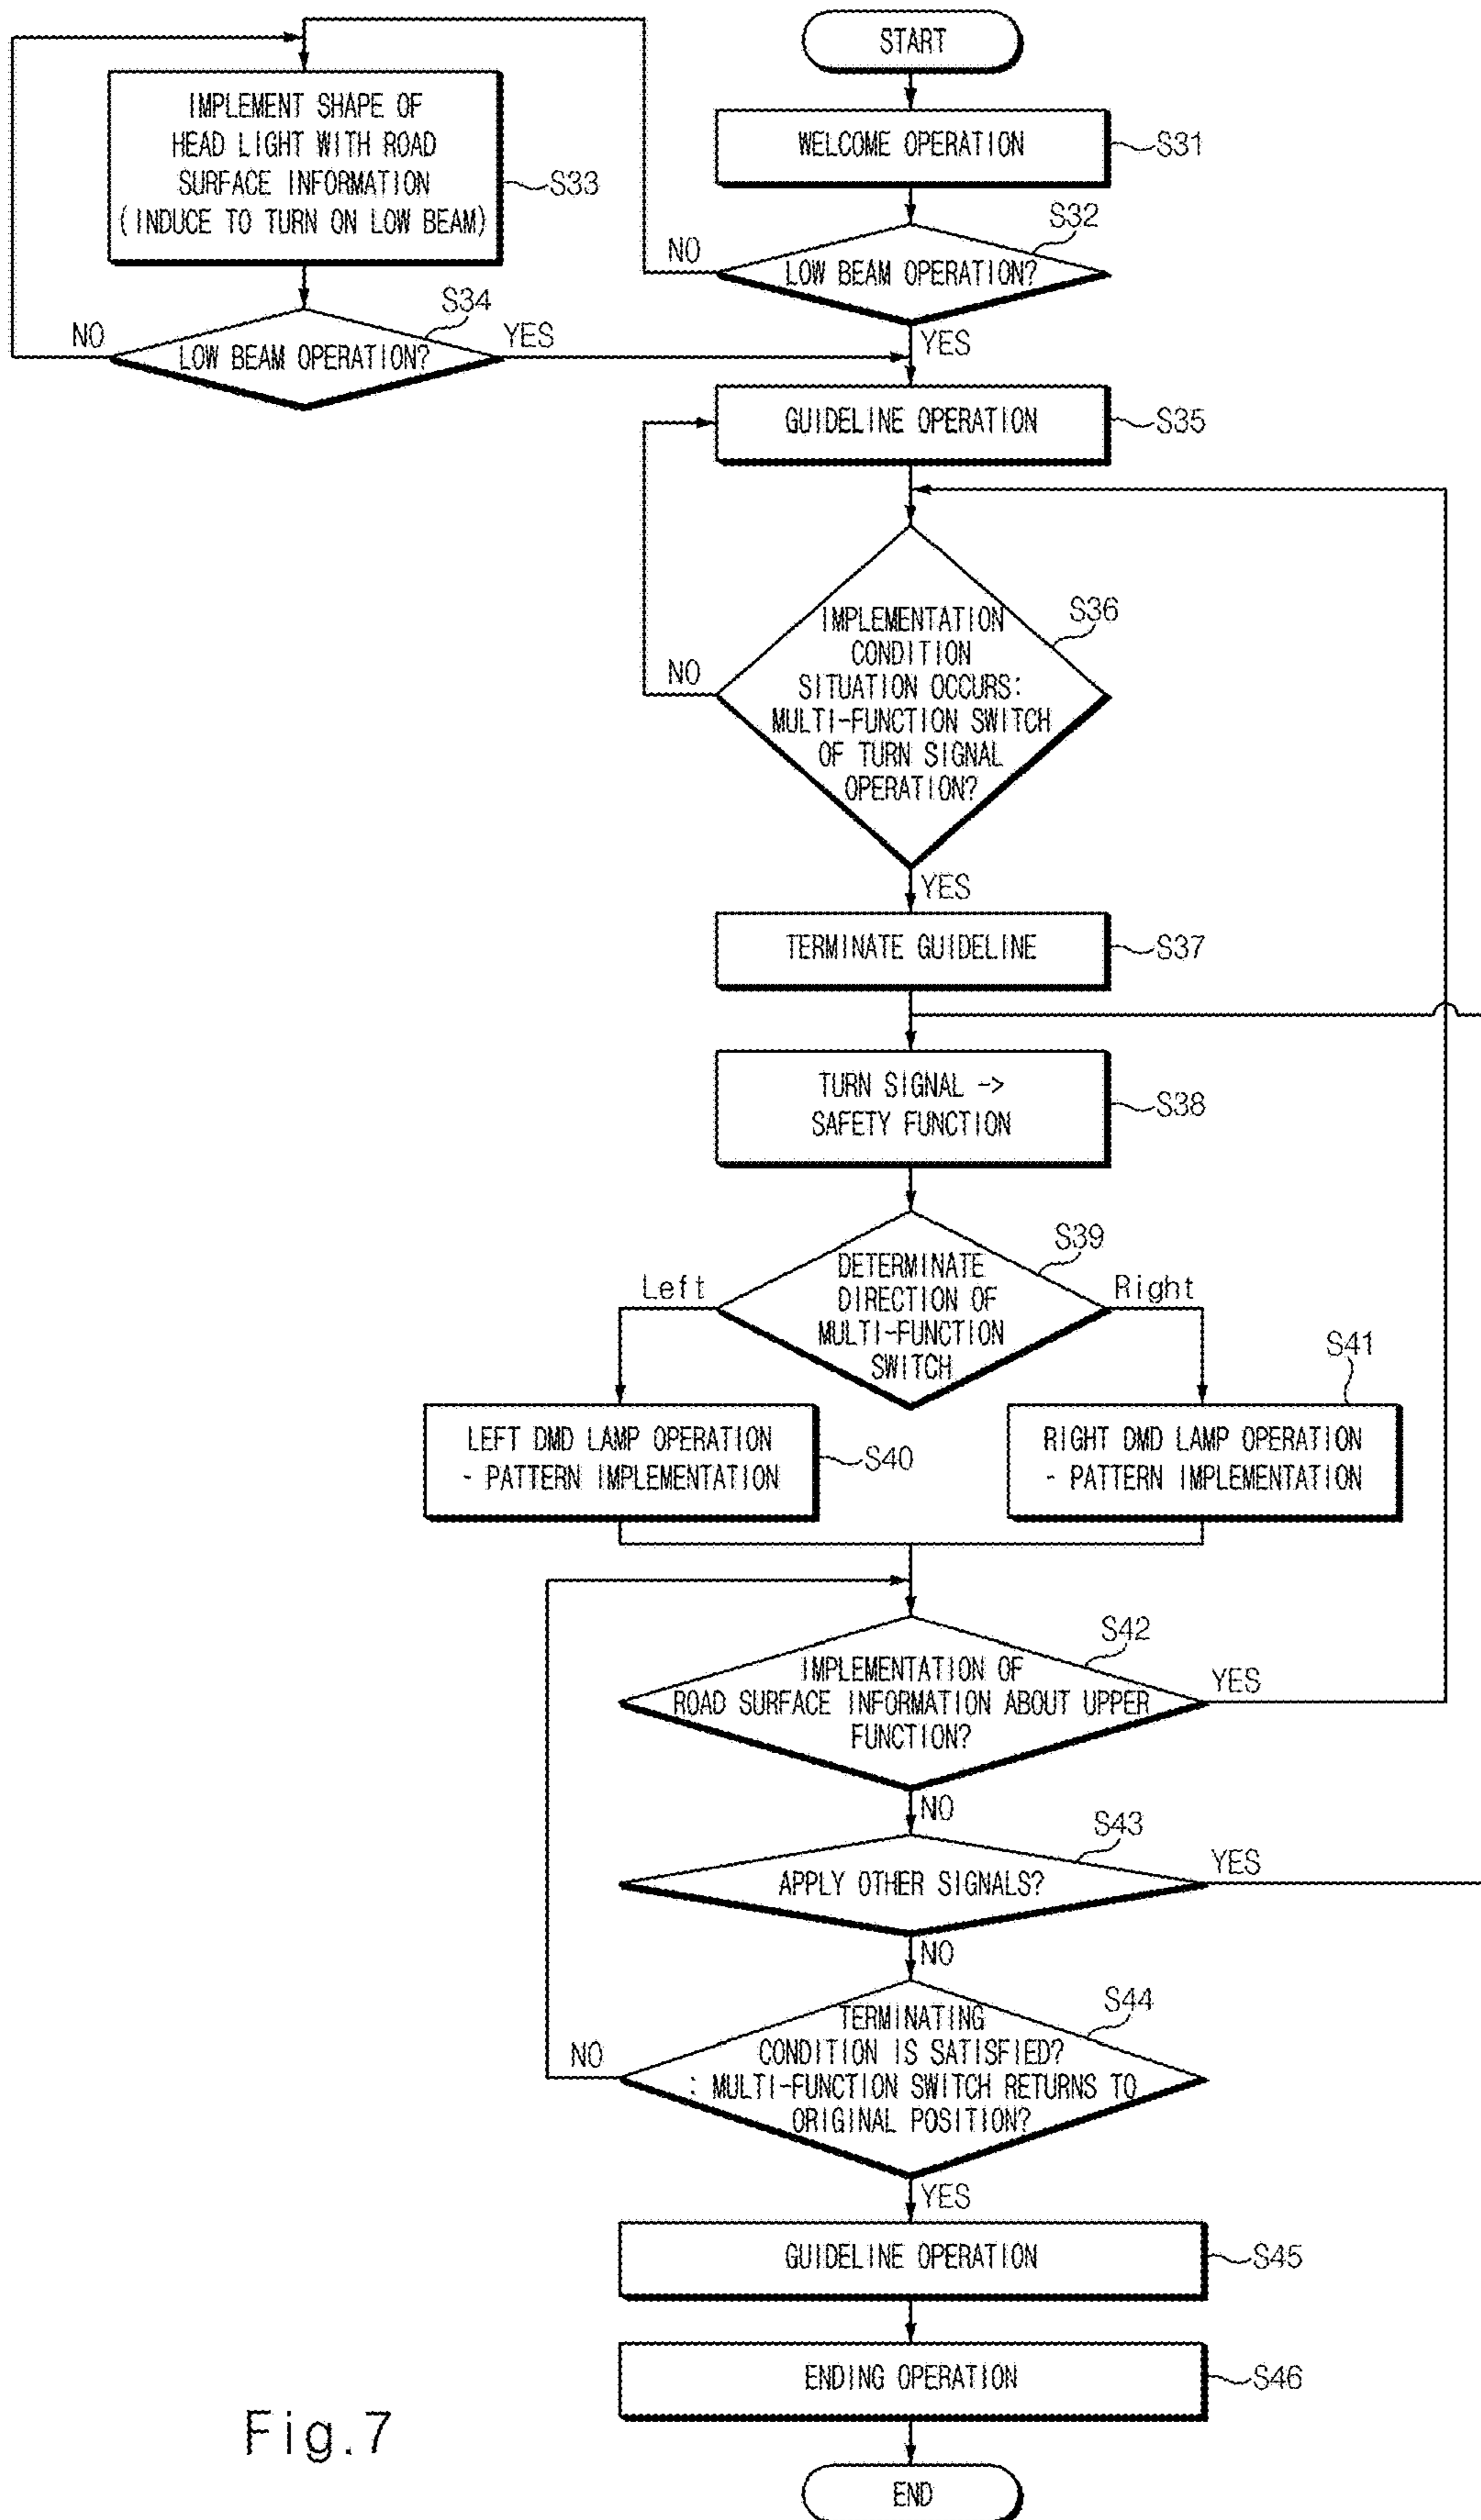 START
WELCOME OPERATION
S31
IMPLEMENT SHAPE OF
HEAD LIGHT WITH ROAD
SURFACE INFORMATION
(INDUCE TO TURN ON LOW BEAM)
S33
S32
NO
LOW BEAM OPERATION?
YES
S34
NO
LOW BEAM OPERATION?
YES
GUIDELINE OPERATION
S35
S36
IMPLEMENTATION
CONDITION
SITUATION OCCURS:
MULTI-FUNCTION SWITCH
OF TURN SIGNAL
OPERATION?
NO
YES
TERMINATE GUIDELINE
S37
TURN SIGNAL ->
SAFETY FUNCTION
S38
S39
DETERMINATE
DIRECTION OF
MULTI-FUNCTION
SWITCH
Left
Right
S41
LEFT DMD LAMP OPERATION
- PATTERN IMPLEMENTATION
S40
RIGHT DMD LAMP OPERATION
- PATTERN IMPLEMENTATION
S42
IMPLEMENTATION OF
ROAD SURFACE INFORMATION ABOUT UPPER
FUNCTION?
YES
NO
S43
APPLY OTHER SIGNALS?
YES
NO
S44
TERMINATING
CONDITION IS SATISFIED?
: MULTI-FUNCTION SWITCH RETURNS TO
ORIGINAL POSITION?
NO
YES
GUIDELINE OPERATION
S45
ENDING OPERATION
S46
END
Fig.7